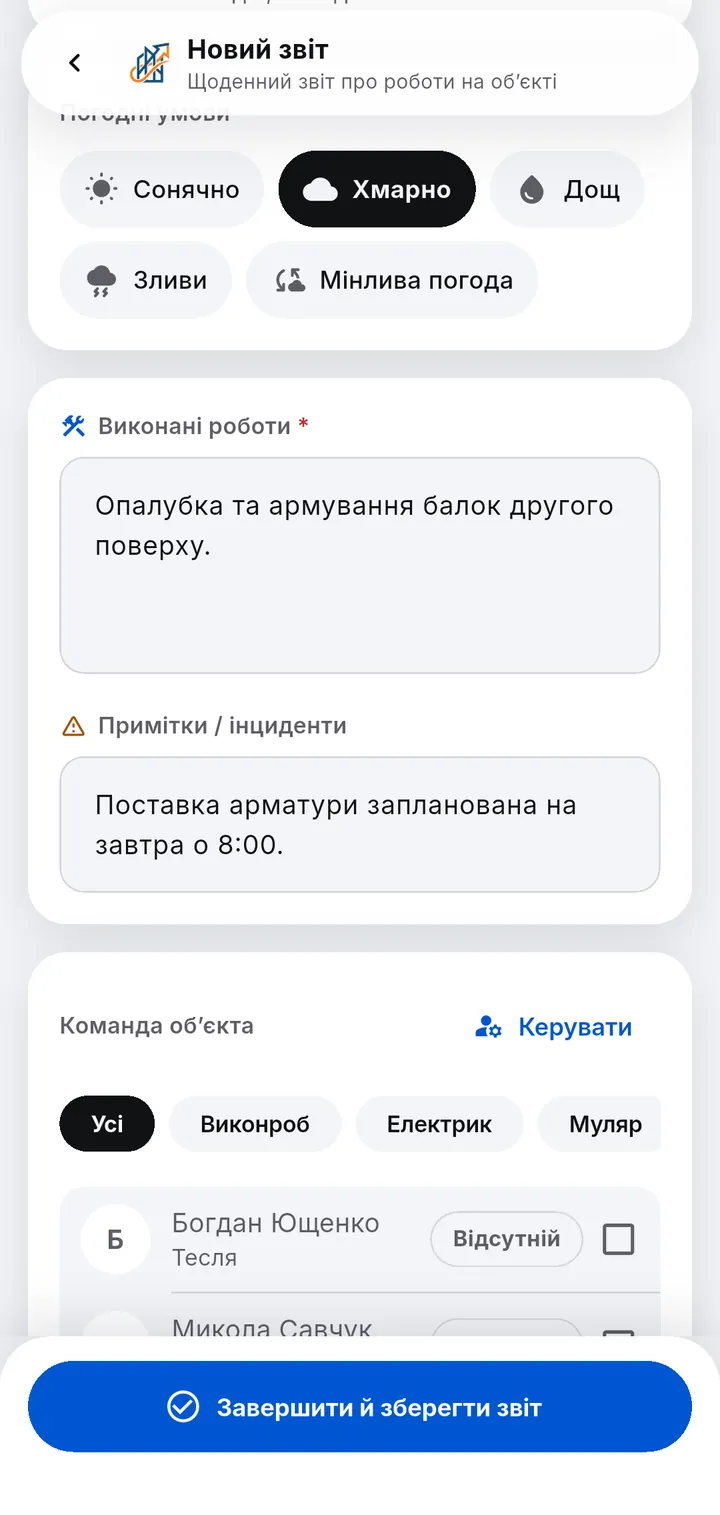 Новий звіт
Щоденний звіт про роботи на об’єкті
Погодні умови
Сонячно
Хмарно
Дощ
Зливи
Мінлива погода
Виконані роботи *
Опалубка та армування балок другого
поверху.
Примітки / інциденти
Поставка арматури запланована на
завтра о 8:00.
Команда об’єкта
Керувати
Усі
Виконроб
Електрик
Муляр
Б
Богдан Ющенко
Тесля
Відсутній
Микола Савчук
Завершити й зберегти звіт